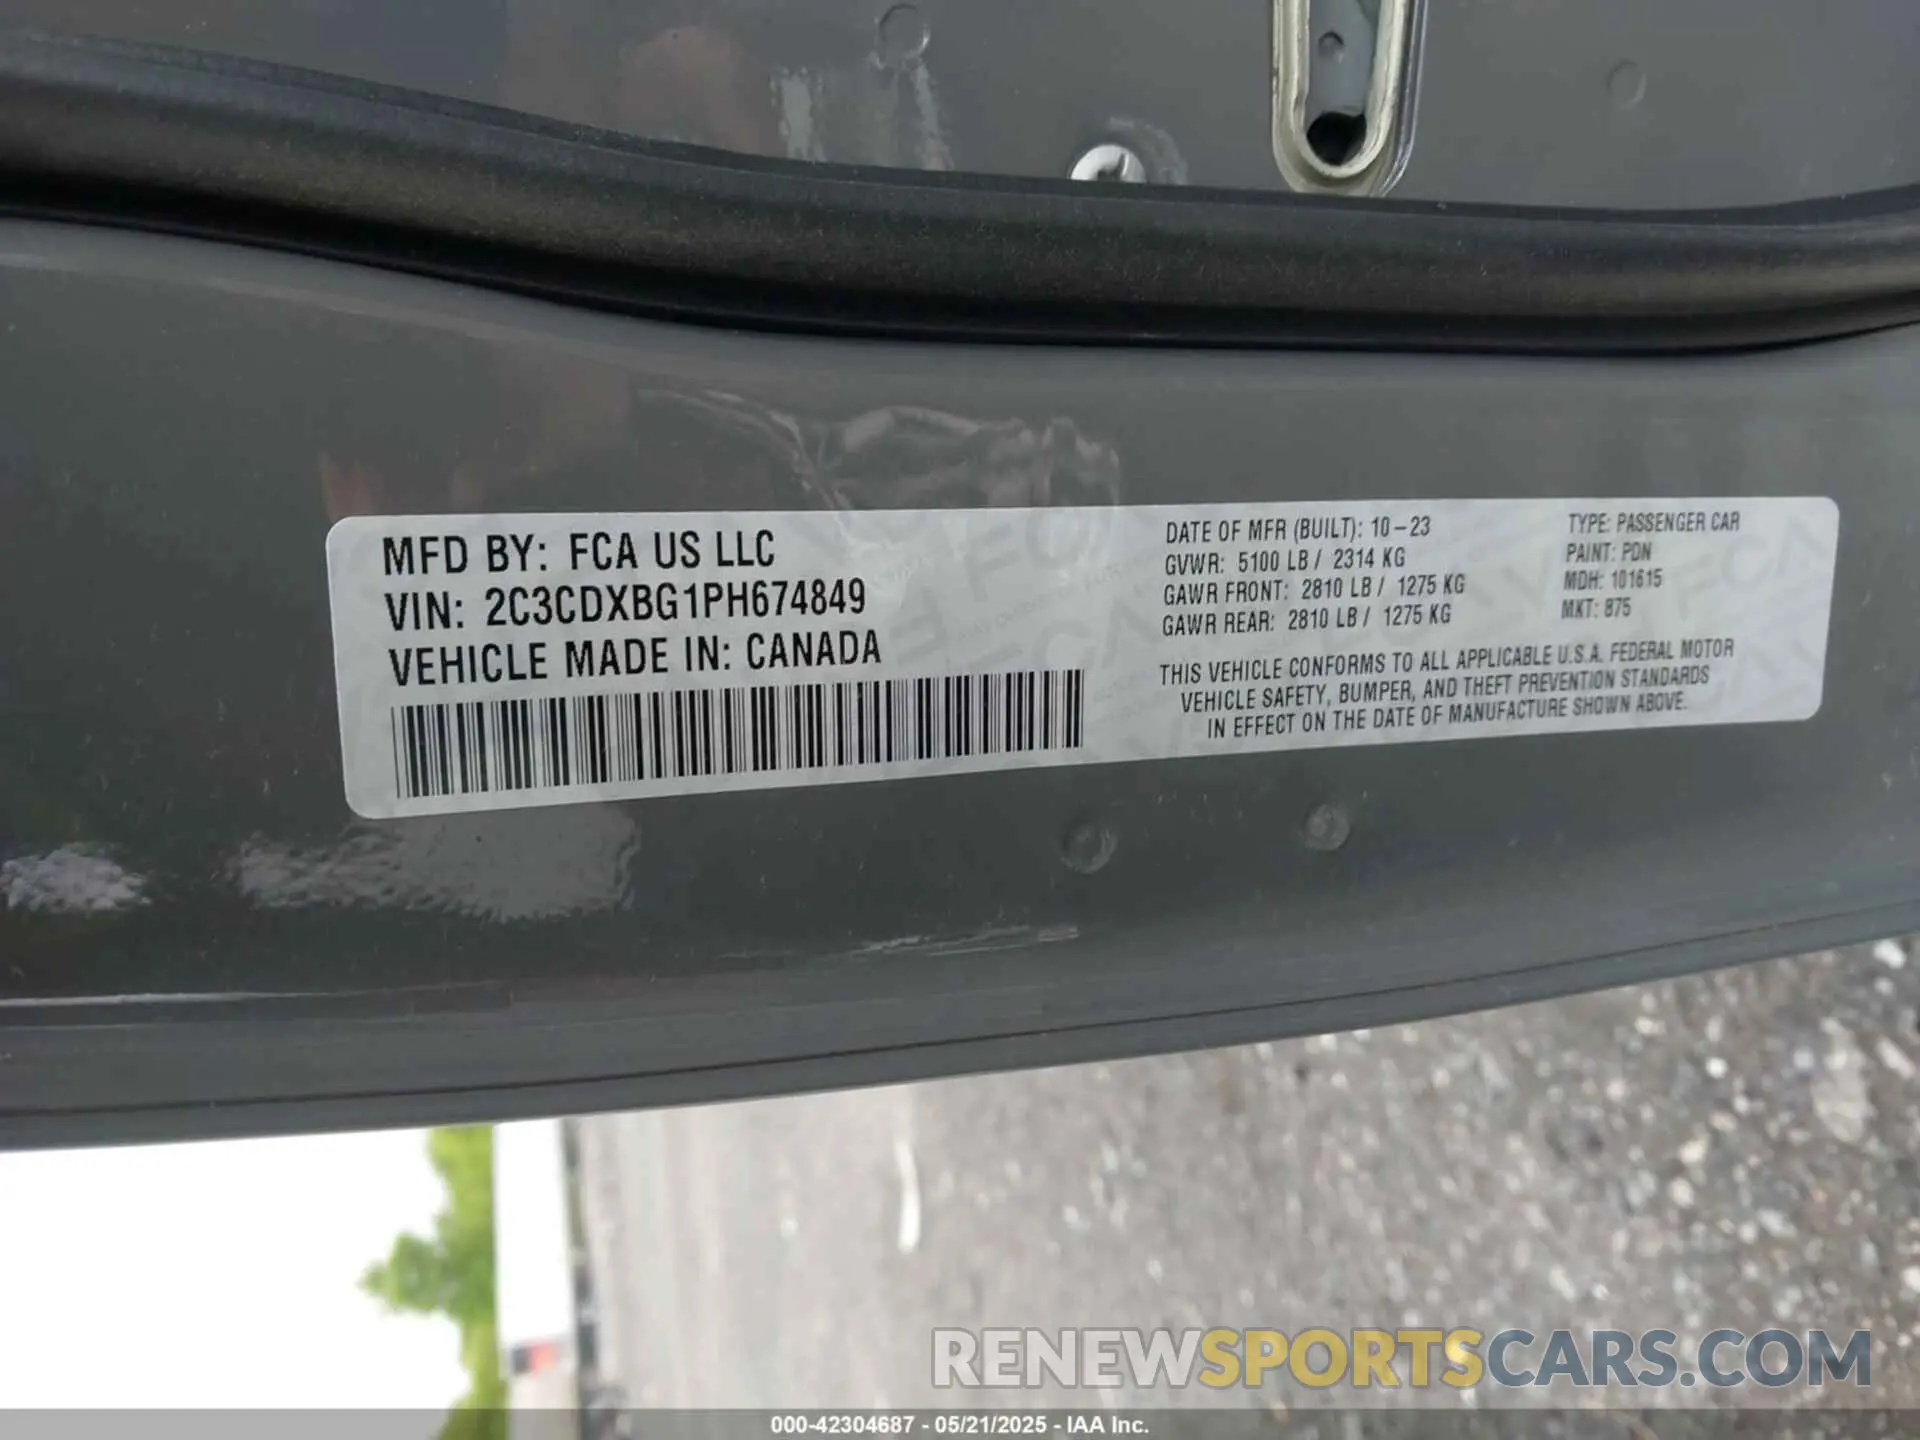 MFD BY: FCA US LLC
VIN: 2C3CDXBG1PH674849
VEHICLE MADE IN: CANADA
DATE OF MFR (BUILT): 10-23
GVWR: 5100 LB / 2314 KG
GAWR FRONT: 2810 LB / 1275 KG
GAWR REAR: 2810 LB / 1275 KG
TYPE: PASSENGER CAR
PAINT: PDN
MDH: 101615
MKT: 875
THIS VEHICLE CONFORMS TO ALL APPLICABLE U.S.A. FEDERAL MOTOR
VEHICLE SAFETY, BUMPER, AND THEFT PREVENTION STANDARDS
IN EFFECT ON THE DATE OF MANUFACTURE SHOWN ABOVE.
RENEWSPORTSCARS.COM
000-42304687 - 05/21/2025 - IAA Inc.